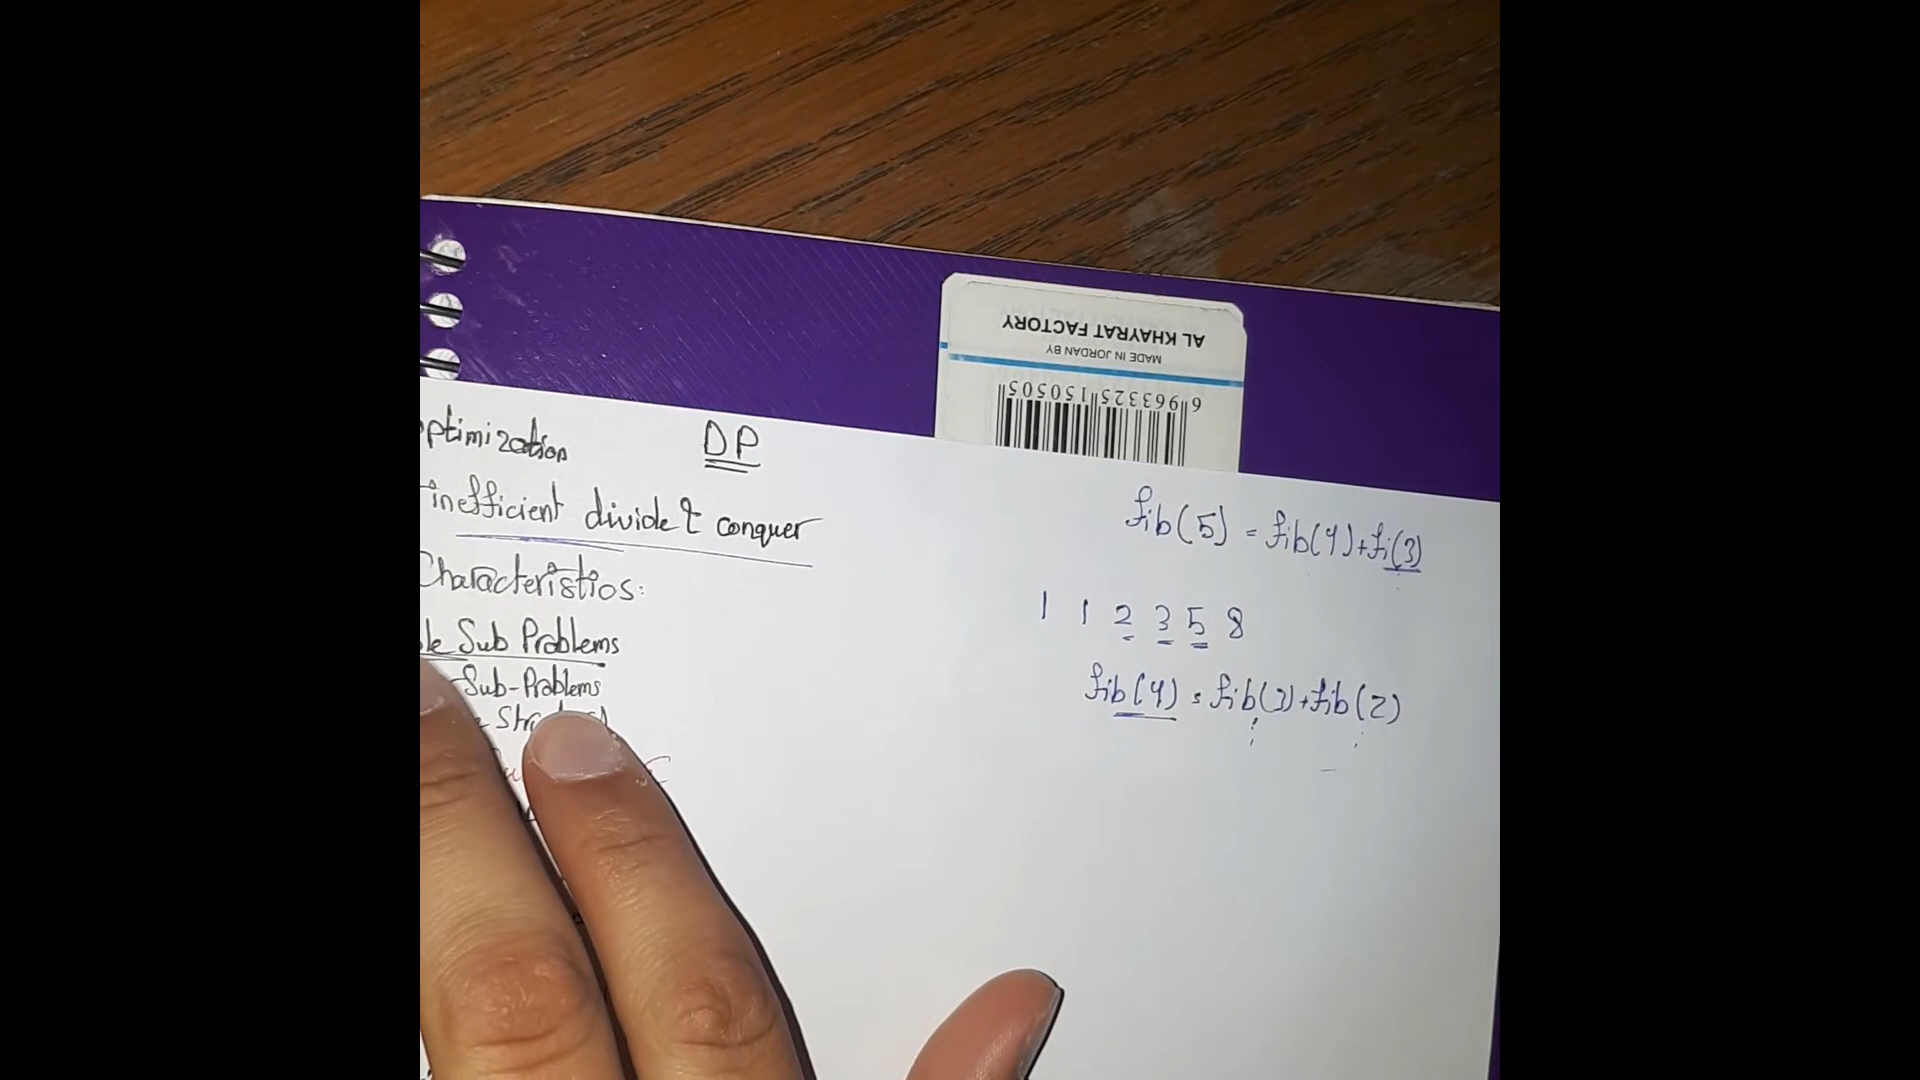 AL KHAYRAT FACTORY
MADE IN JORDAN BY
6 963325 150505
DP
optimization
inefficient divide & conquer
Characteristics:
Sub Problems
Sub-Problems
fib(5) = fib(4)+fi(3)
1 1 2 3 5 8
fib(4) = fib(3)+fib(2)